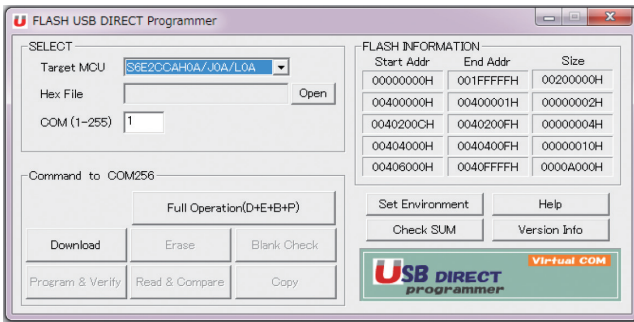 FLASH USB DIRECT Programmer
SELECT
Target MCU S6E2CCAH0A/J0A/L0A
Hex File Open
COM (1-255) 1
Command to COM256
Full Operation(D+E+B+P)
Download Erase Blank Check
Program & Verify Read & Compare Copy
FLASH INFORMATION
Start Addr End Addr Size
00000000H 001FFFFFH 00200000H
00400000H 00400001H 00000002H
0040200CH 0040200FH 00000004H
00404000H 0040400FH 00000010H
00406000H 0040FFFFH 0000A000H
Set Environment Help
Check SUM Version Info
Virtual COM
USB DIRECT
programmer